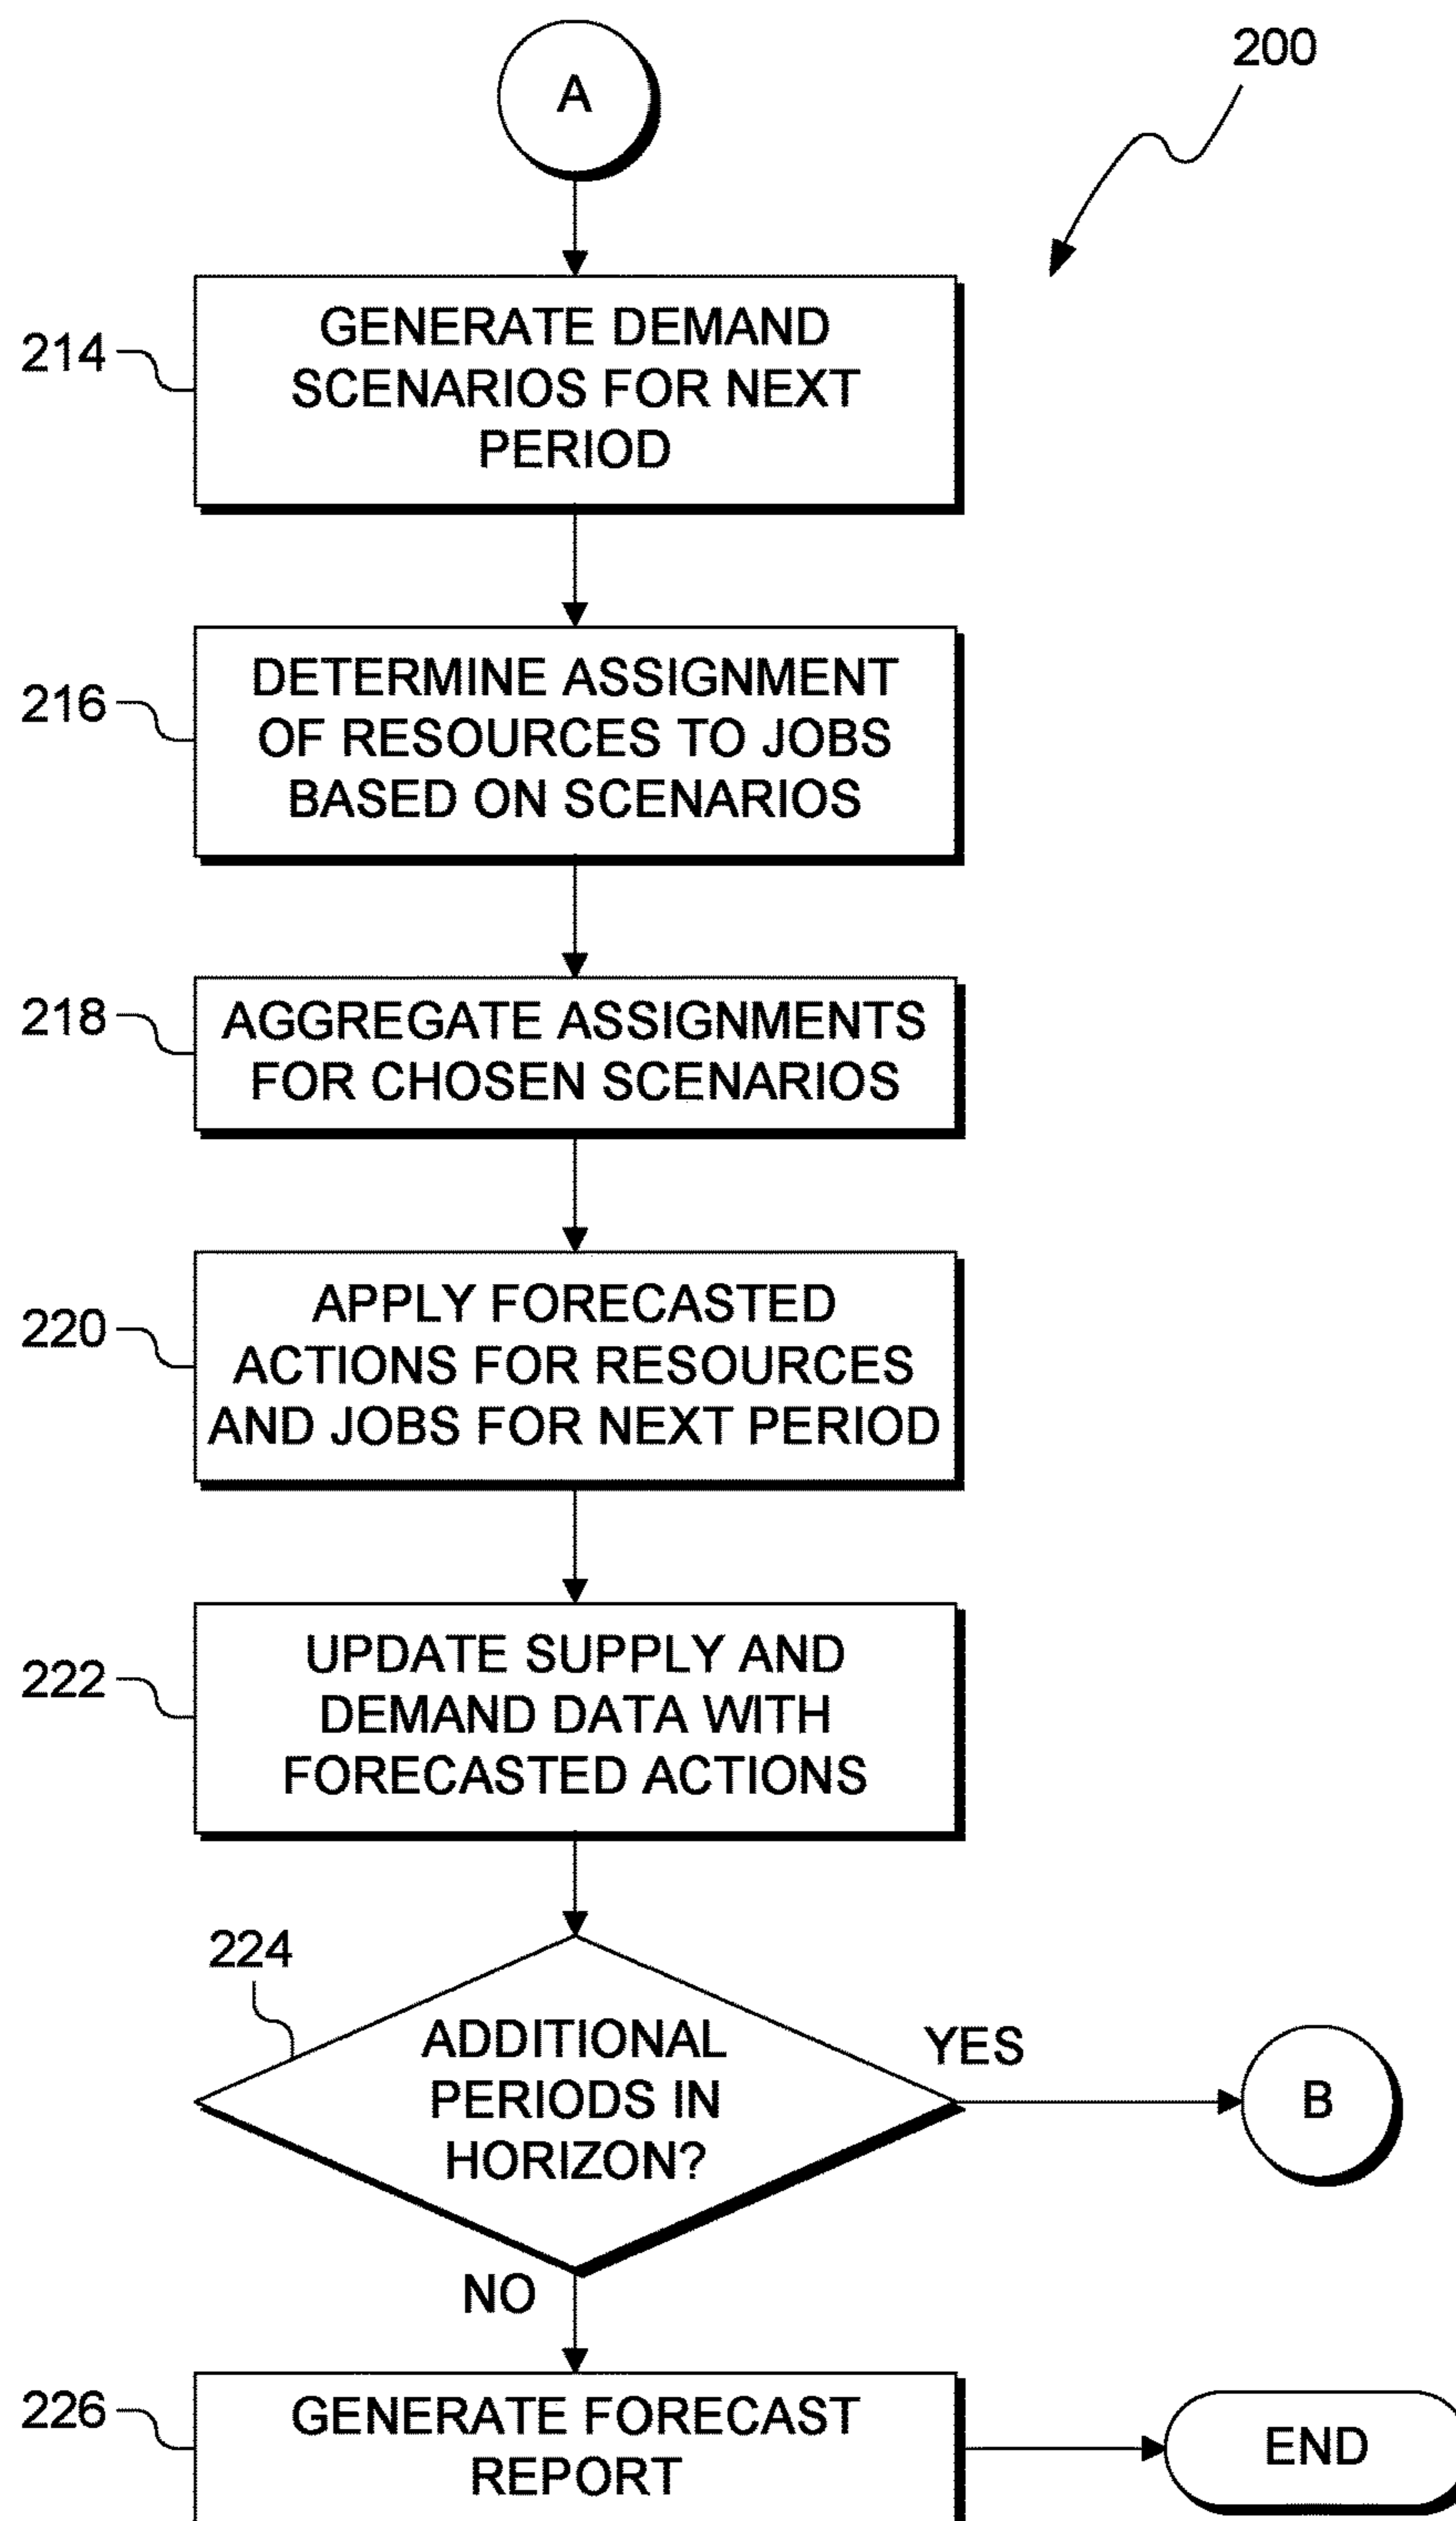 A
200
214
GENERATE DEMAND
SCENARIOS FOR NEXT
PERIOD
216
DETERMINE ASSIGNMENT
OF RESOURCES TO JOBS
BASED ON SCENARIOS
218
AGGREGATE ASSIGNMENTS
FOR CHOSEN SCENARIOS
220
APPLY FORECASTED
ACTIONS FOR RESOURCES
AND JOBS FOR NEXT PERIOD
222
UPDATE SUPPLY AND
DEMAND DATA WITH
FORECASTED ACTIONS
224
ADDITIONAL
PERIODS IN
HORIZON?
YES
B
NO
226
GENERATE FORECAST
REPORT
END